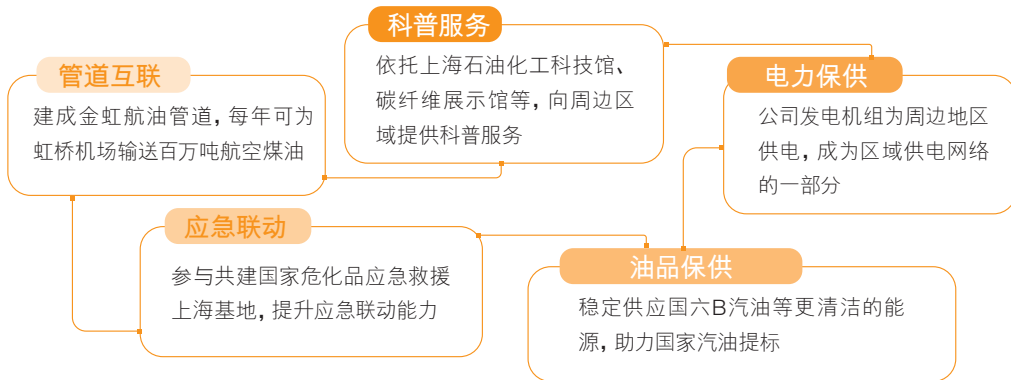 科普服务
依托上海石油化工科技馆、
碳纤维展示馆等，向周边区
域提供科普服务
管道互联
建成金虹航油管道，每年可为
虹桥机场输送百万吨航空煤油
电力保供
公司发电机组为周边地区
供电，成为区域供电网络
的一部分
应急联动
参与共建国家危化品应急救援
上海基地，提升应急联动能力
油品保供
稳定供应国六B汽油等更清洁的能
源，助力国家汽油提标